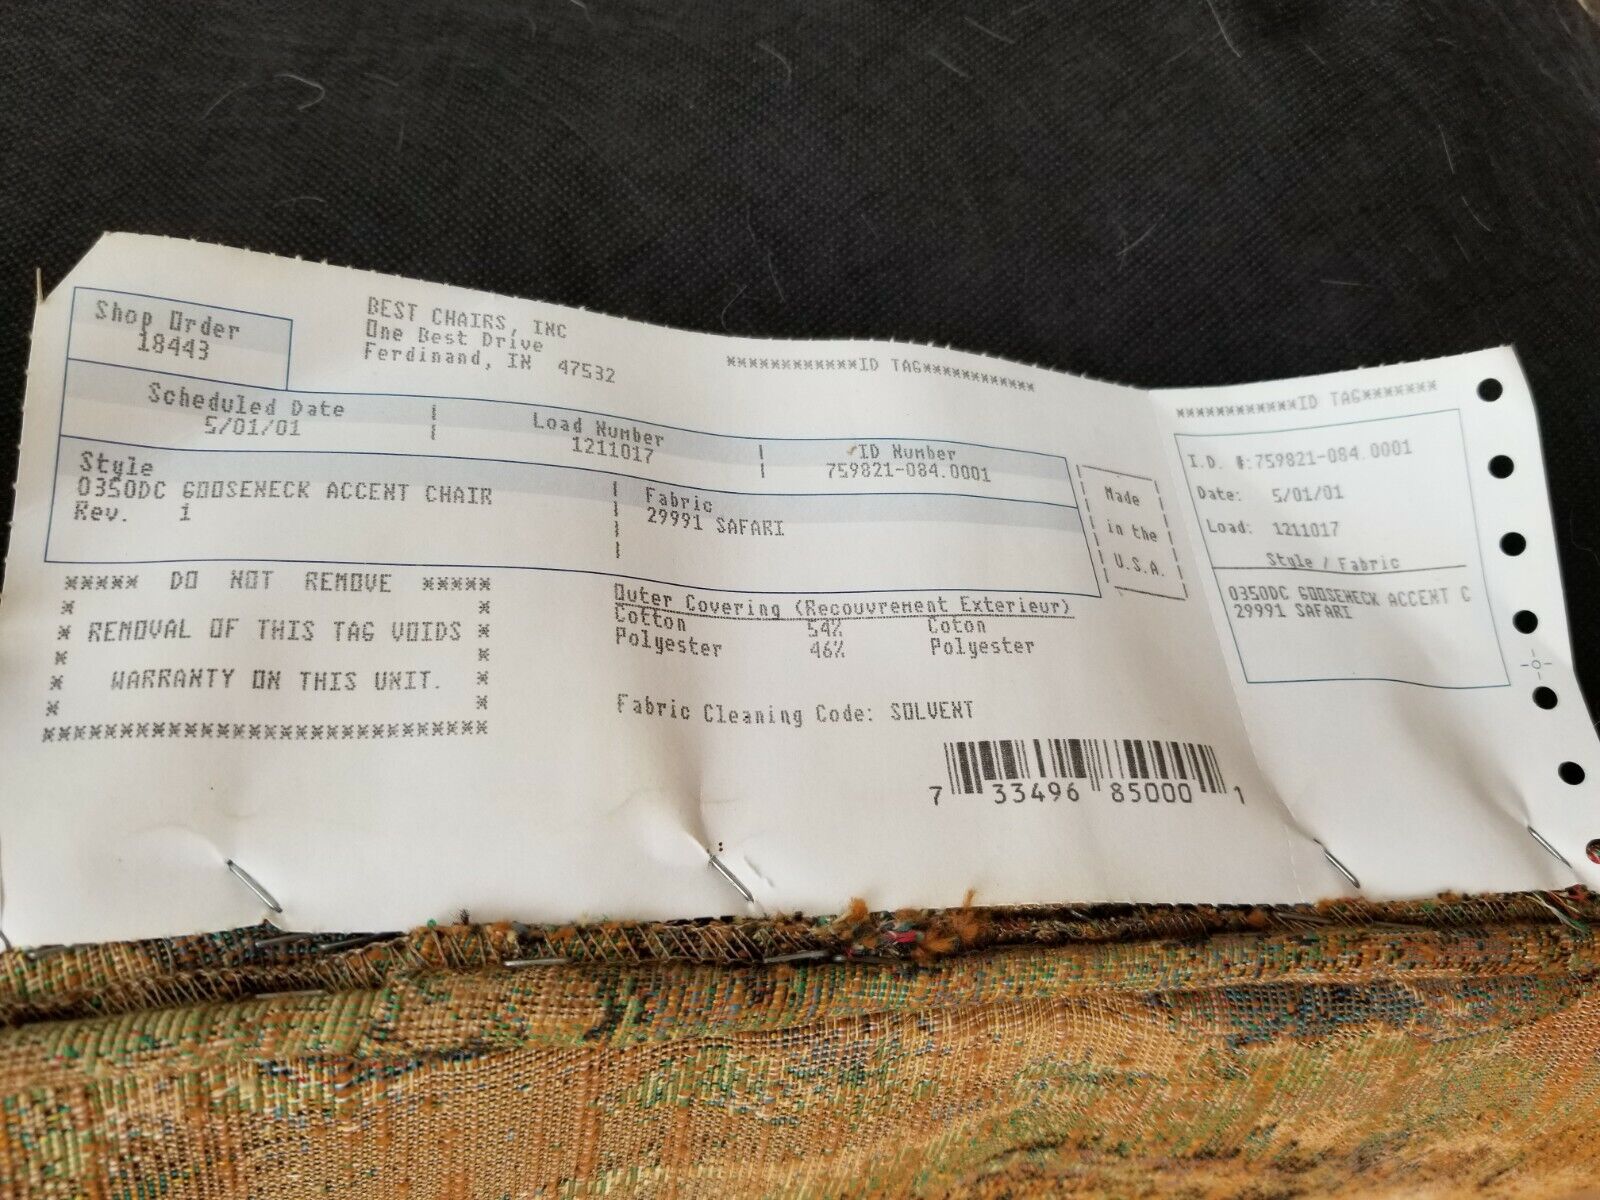 Shop Order
18443
BEST CHAIRS, INC
One Best Drive
Ferdinand, IN 47532
************ID TAG************
Scheduled Date
5/01/01
Load Number
1211017
ID Number
759821-084.0001
Style
0350DC GOOSENECK ACCENT CHAIR
Rev. 1
Fabric
29991 SAFARI
Made
in the
U.S.A.
***** DO NOT REMOVE *****
* *
* REMOVAL OF THIS TAG VOIDS *
* *
* WARRANTY ON THIS UNIT. *
* *
*****************************
Outer Covering (Recouvrement Exterieur)
Cotton 54% Coton
Polyester 46% Polyester
Fabric Cleaning Code: SOLVENT
7 33496 85000 1
************ID TAG*******
I.D. #:759821-084.0001
Date: 5/01/01
Load: 1211017
Style / Fabric
0350DC GOOSENECK ACCENT C
29991 SAFARI